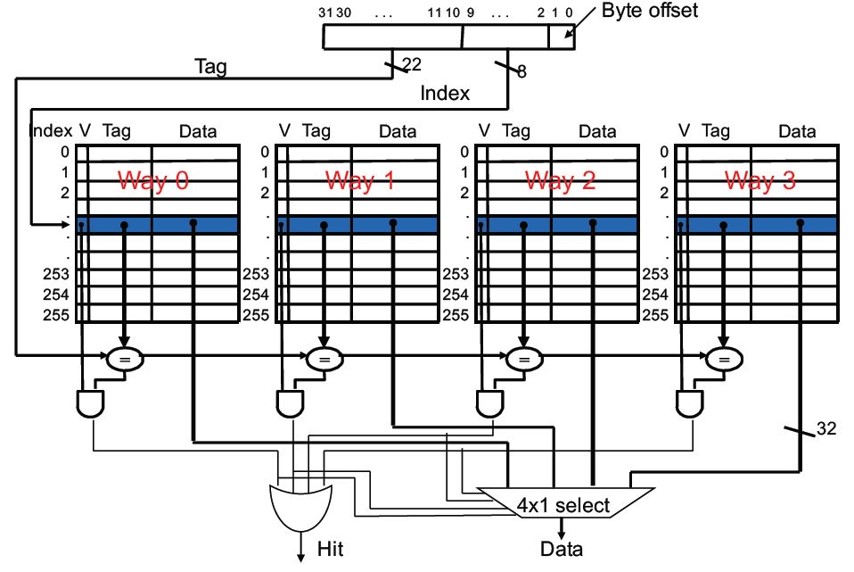 31 30 ... 11 10 9 ... 2 1 0 Byte offset
Tag 22 8
Index
Index V Tag Data V Tag Data V Tag Data V Tag Data
0 0 0 0
1 1 1 1
Way 0 Way 1 Way 2 Way 3
2 2 2 2
. . . .
. . . .
. . . .
253 253 253 253
254 254 254 254
255 255 255 255
= = = =
32
4x1 select
Hit Data